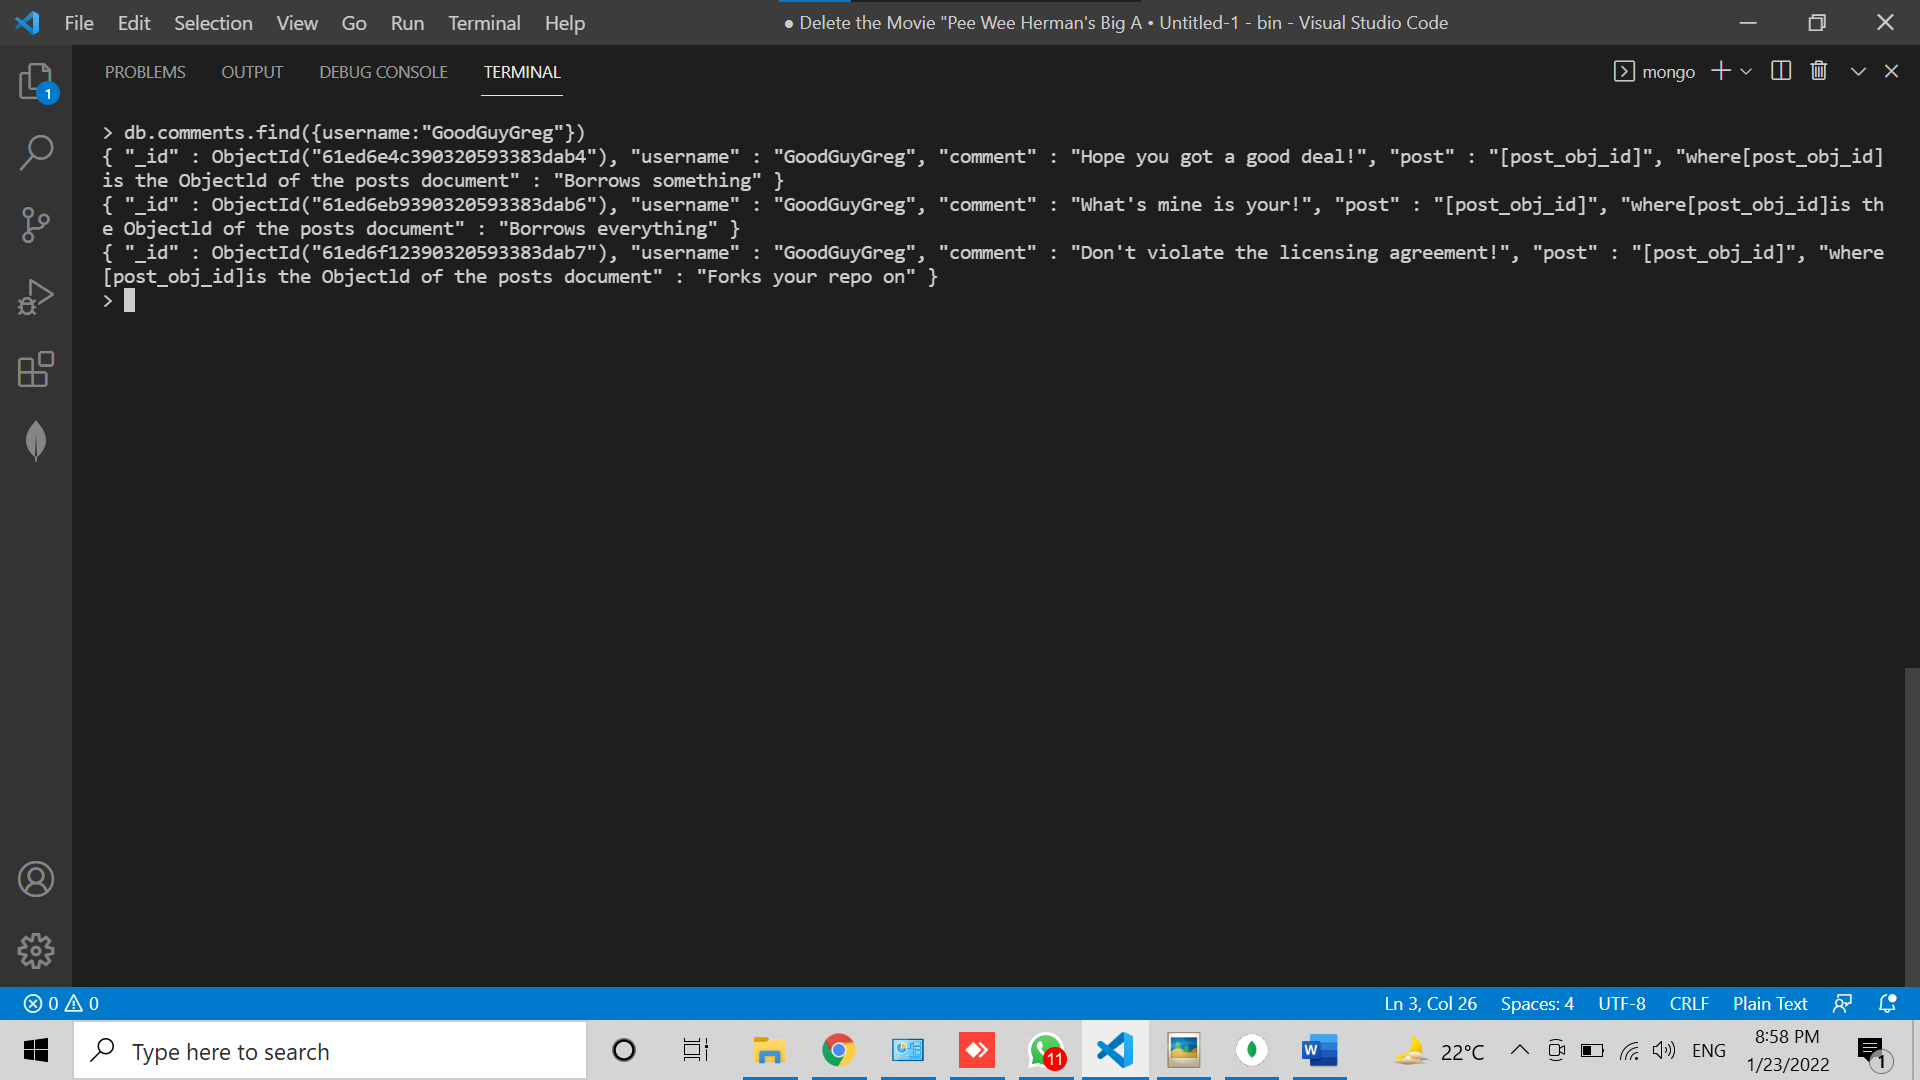 File Edit Selection View Go Run Terminal Help
● Delete the Movie "Pee Wee Herman's Big A • Untitled-1 - bin - Visual Studio Code
1
PROBLEMS OUTPUT DEBUG CONSOLE TERMINAL
mongo
> db.comments.find({username:"GoodGuyGreg"})
{ "_id" : ObjectId("61ed6e4c390320593383dab4"), "username" : "GoodGuyGreg", "comment" : "Hope you got a good deal!", "post" : "[post_obj_id]", "where[post_obj_id]
is the Objectld of the posts document" : "Borrows something" }
{ "_id" : ObjectId("61ed6eb9390320593383dab6"), "username" : "GoodGuyGreg", "comment" : "What's mine is your!", "post" : "[post_obj_id]", "where[post_obj_id]is th
e Objectld of the posts document" : "Borrows everything" }
{ "_id" : ObjectId("61ed6f12390320593383dab7"), "username" : "GoodGuyGreg", "comment" : "Don't violate the licensing agreement!", "post" : "[post_obj_id]", "where
[post_obj_id]is the Objectld of the posts document" : "Forks your repo on" }
>
0 0
Ln 3, Col 26 Spaces: 4 UTF-8 CRLF Plain Text
Type here to search
11
W
22°C
ENG
8:58 PM
1/23/2022
1